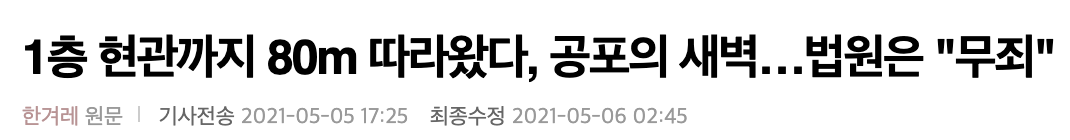 1층 현관까지 80m 따라왔다, 공포의 새벽…법원은 "무죄"
한겨레 원문 | 기사전송 2021-05-05 17:25 최종수정 2021-05-06 02:45